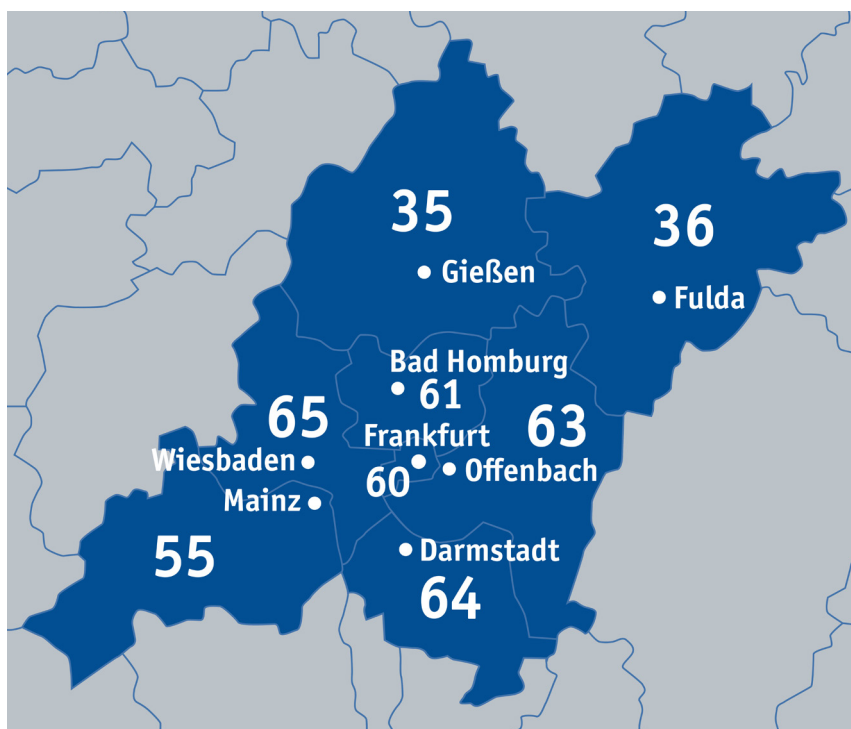 35
36
Gießen
Fulda
Bad Homburg
61
65
63
Frankfurt
Wiesbaden
60
Offenbach
Mainz
55
Darmstadt
64